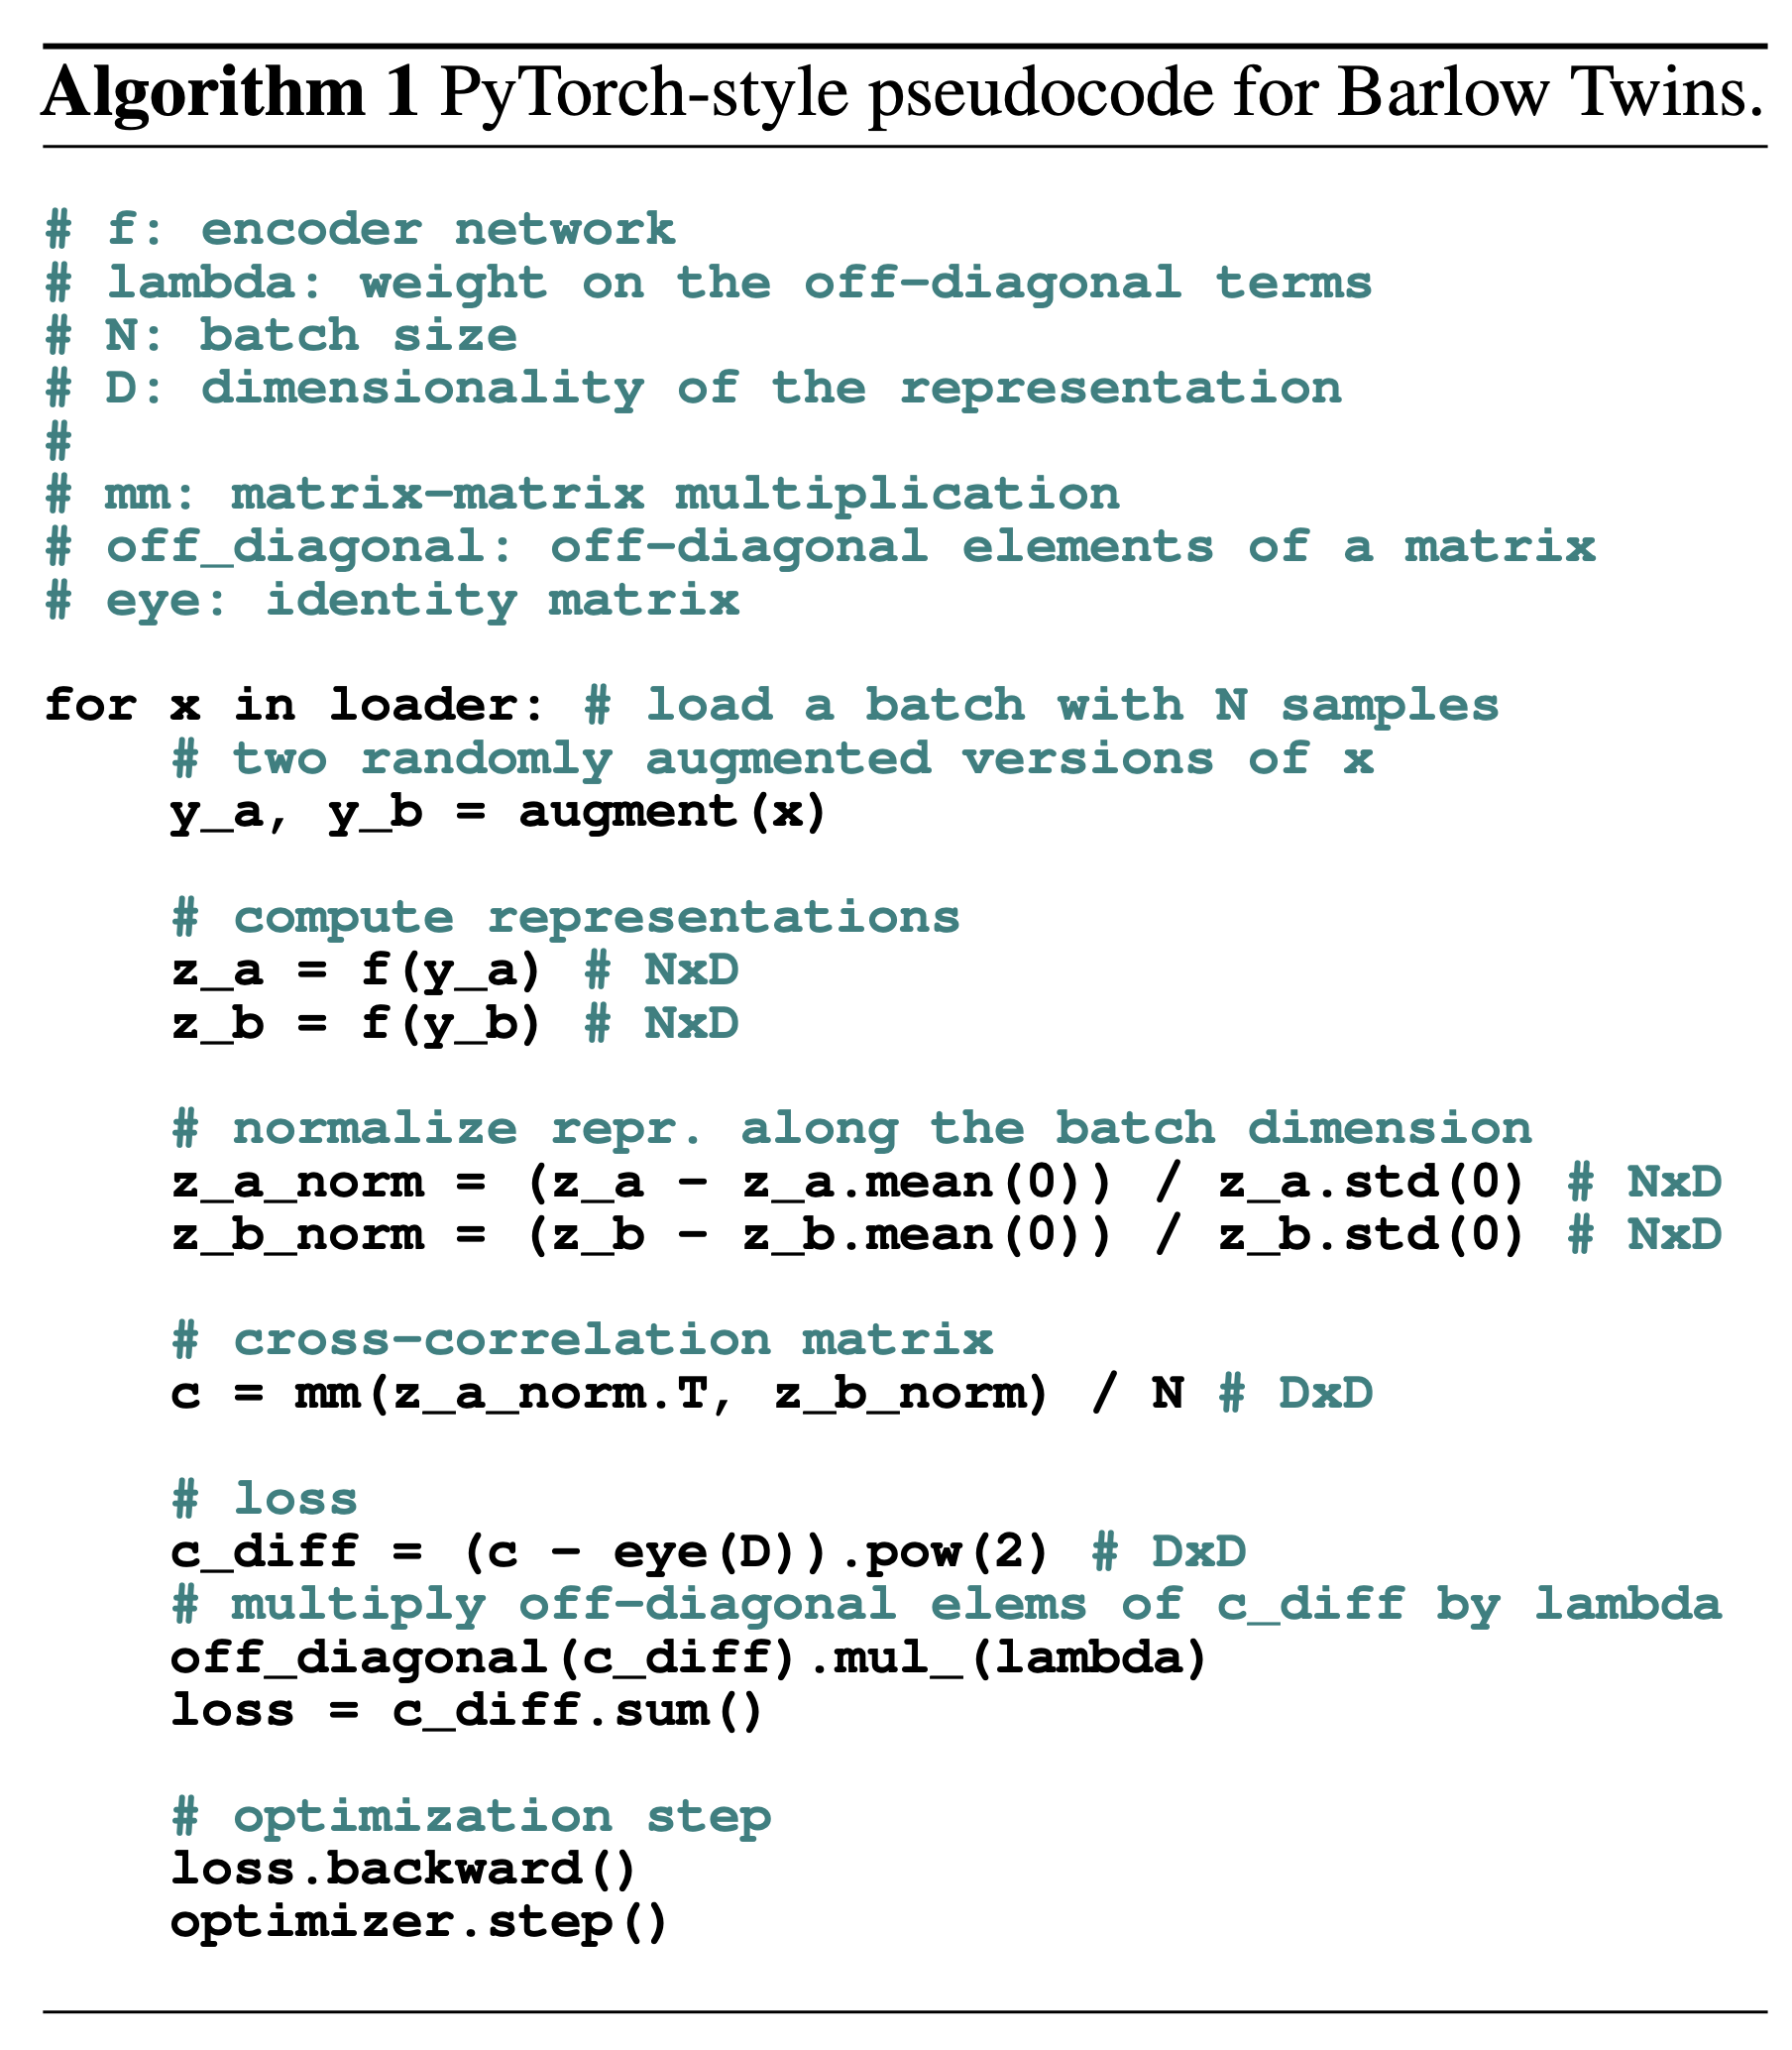 Algorithm 1 PyTorch-style pseudocode for Barlow Twins.
# f: encoder network
# lambda: weight on the off-diagonal terms
# N: batch size
# D: dimensionality of the representation
#
# mm: matrix-matrix multiplication
# off_diagonal: off-diagonal elements of a matrix
# eye: identity matrix
for x in loader: # load a batch with N samples
    # two randomly augmented versions of x
    y_a, y_b = augment(x)
    # compute representations
    z_a = f(y_a) # NxD
    z_b = f(y_b) # NxD
    # normalize repr. along the batch dimension
    z_a_norm = (z_a - z_a.mean(0)) / z_a.std(0) # NxD
    z_b_norm = (z_b - z_b.mean(0)) / z_b.std(0) # NxD
    # cross-correlation matrix
    c = mm(z_a_norm.T, z_b_norm) / N # DxD
    # loss
    c_diff = (c - eye(D)).pow(2) # DxD
    # multiply off-diagonal elems of c_diff by lambda
    off_diagonal(c_diff).mul_(lambda)
    loss = c_diff.sum()
    # optimization step
    loss.backward()
    optimizer.step()